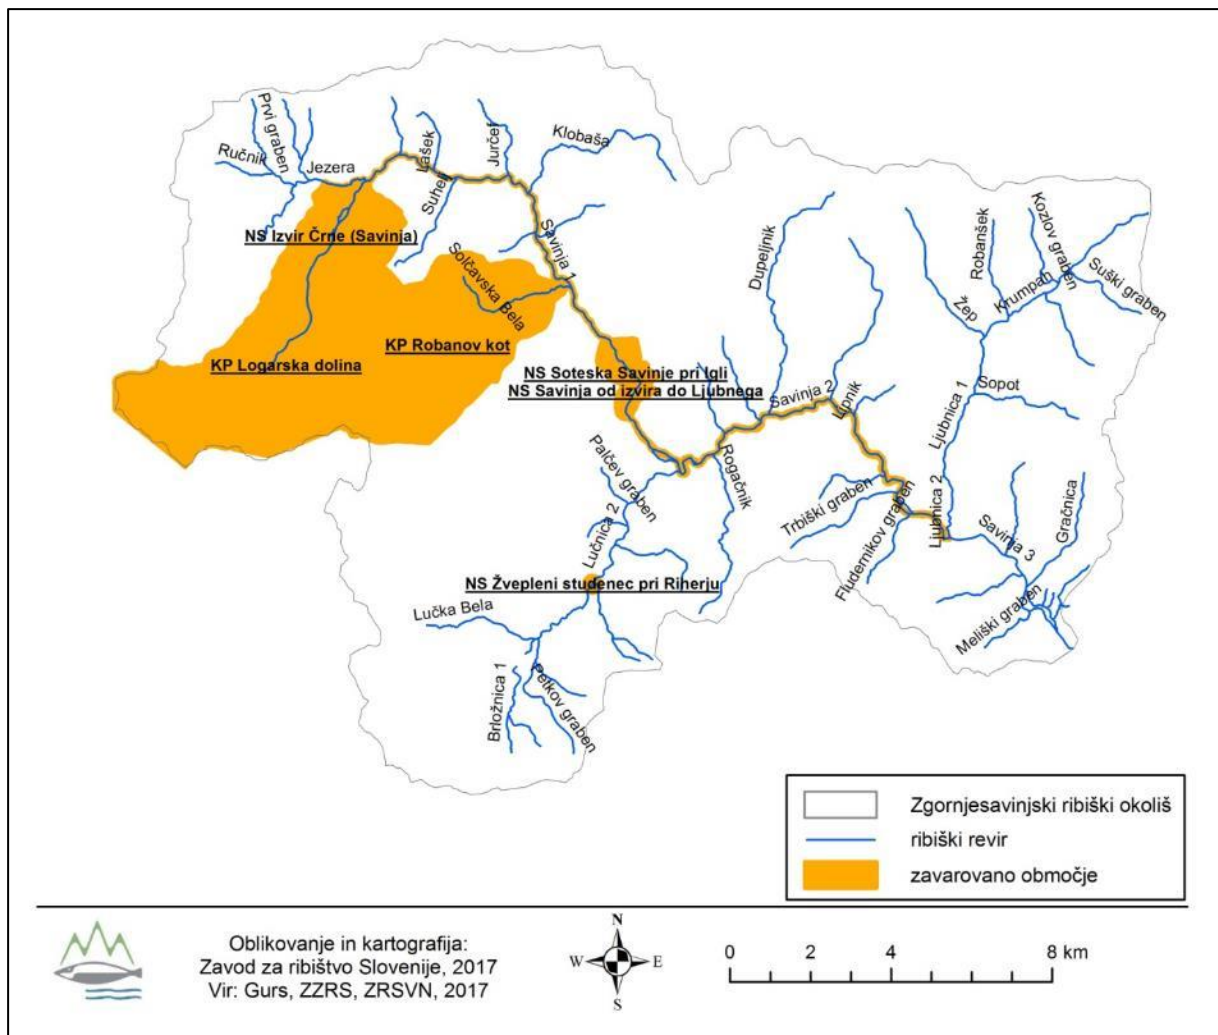 Prvi graben
Ručnik
Jezera
Lašek
Suhelj
Jurčef
Klobaša
NS Izvir Črne (Savinja)
Savinja 1
Solčavska Bela
KP Robanov kot
KP Logarska dolina
NS Soteska Savinje pri Igli
NS Savinja od izvira do Ljubnega
Dupeljnik
Savinja 2
Lipnik
Žep
Robanšek
Kozlov graben
Krumpah
Suški graben
Sopot
Ljubnica 1
Ljubnica 2
Palčev graben
Rogačnik
Trbiški graben
Fludernikov graben
Savinja 3
Gračnica
Meliški graben
Lučnica 2
NS Žvepleni studenec pri Riherju
Lučka Bela
Brložnica 1
Petkov graben
Zgornjesavinjski ribiški okoliš
ribiški revir
zavarovano območje
Oblikovanje in kartografija:
Zavod za ribištvo Slovenije, 2017
Vir: Gurs, ZZRS, ZRSVN, 2017
N
W E
S
0 2 4 8 km